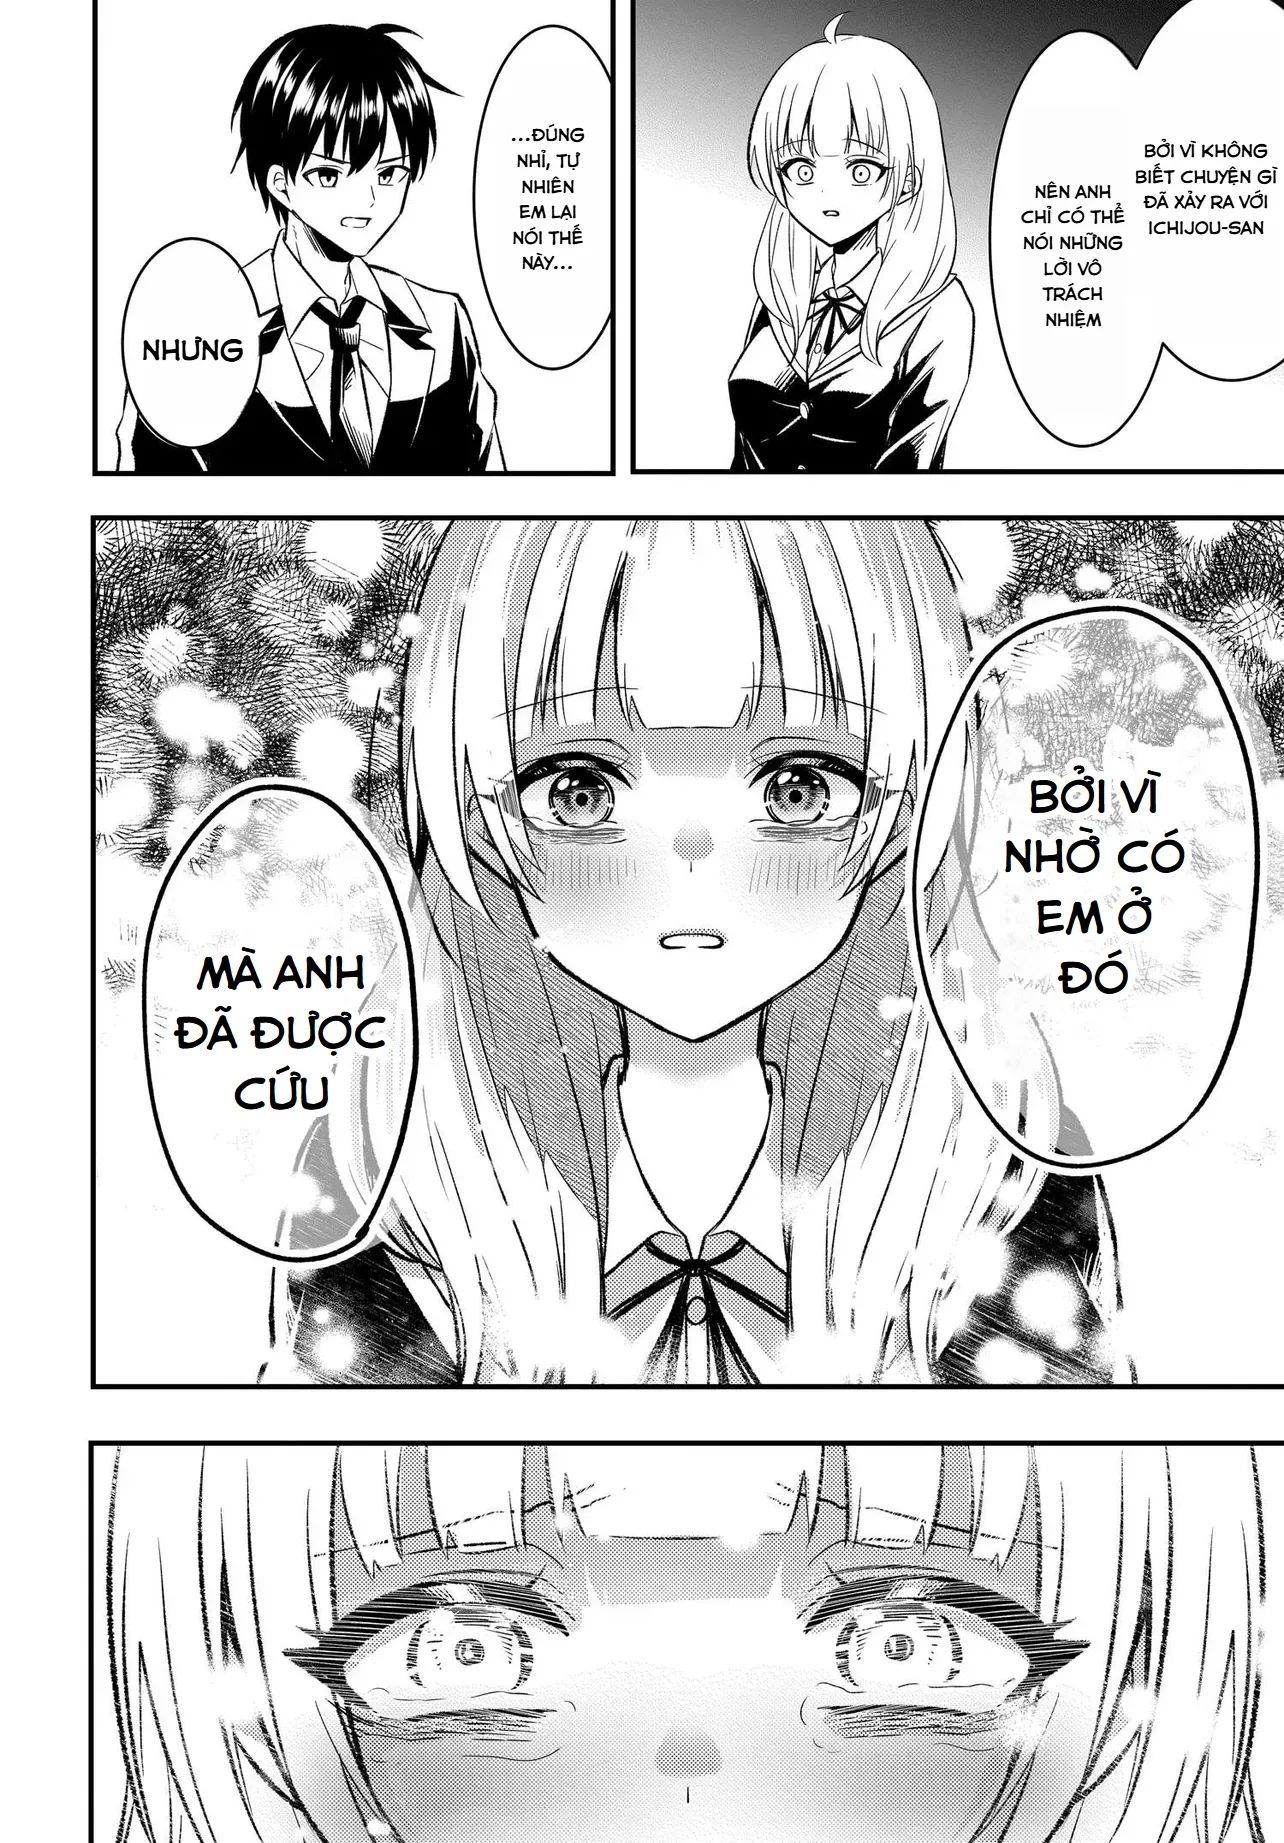 BỞI VÌ KHÔNG
BIẾT CHUYỆN GÌ
ĐÃ XẢY RA VỚI
ICHIJOU-SAN
NÊN ANH
CHỈ CÓ THỂ
NÓI NHỮNG
LỜI VÔ
TRÁCH
NHIỆM
...ĐÚNG
NHỈ, TỰ
NHIÊN
EM LẠI
NÓI THẾ
NÀY...
NHƯNG
BỞI VÌ
NHỜ CÓ
EM Ở
ĐÓ
MÀ ANH
ĐÃ ĐƯỢC
CỨU